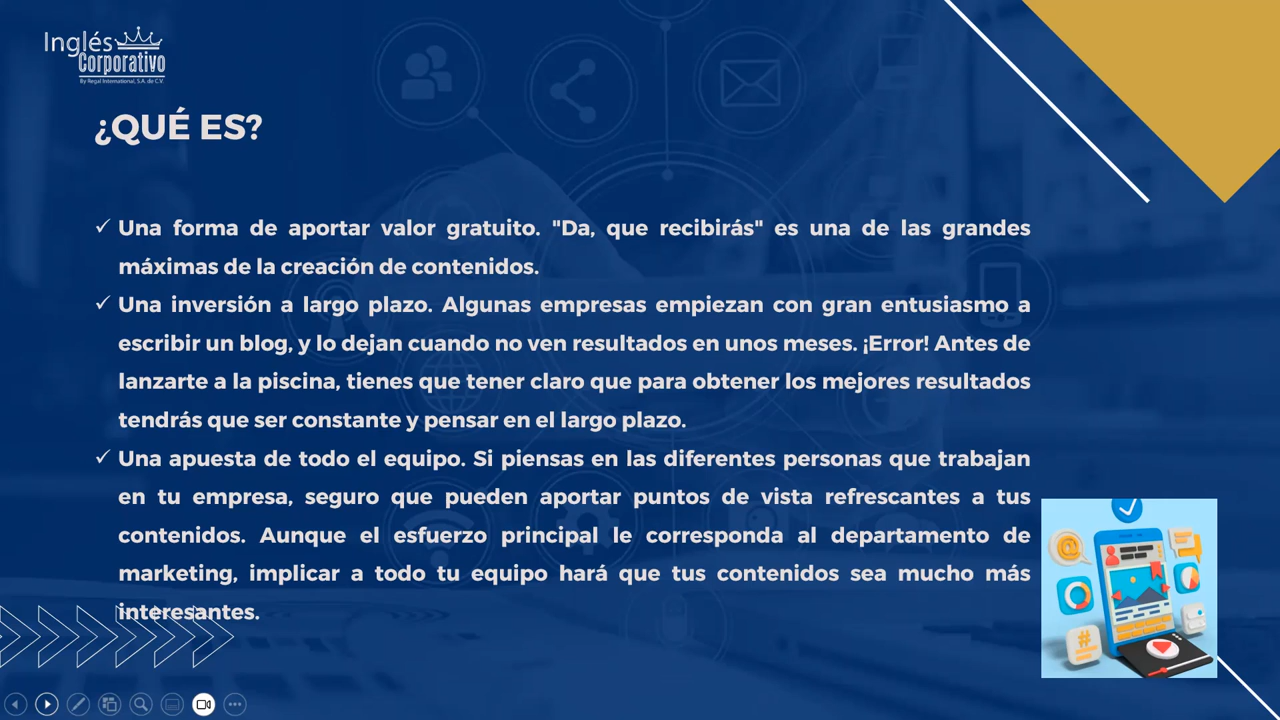 Inglés
Corporativo
By Regal International, S.A. de C.V.
¿QUÉ ES?
✓ Una forma de aportar valor gratuito. "Da, que recibirás" es una de las grandes
máximas de la creación de contenidos.
✓ Una inversión a largo plazo. Algunas empresas empiezan con gran entusiasmo a
escribir un blog, y lo dejan cuando no ven resultados en unos meses. ¡Error! Antes de
lanzarte a la piscina, tienes que tener claro que para obtener los mejores resultados
tendrás que ser constante y pensar en el largo plazo.
✓ Una apuesta de todo el equipo. Si piensas en las diferentes personas que trabajan
en tu empresa, seguro que pueden aportar puntos de vista refrescantes a tus
contenidos. Aunque el esfuerzo principal le corresponda al departamento de
marketing, implicar a todo tu equipo hará que tus contenidos sea mucho más
interesantes.
@
#